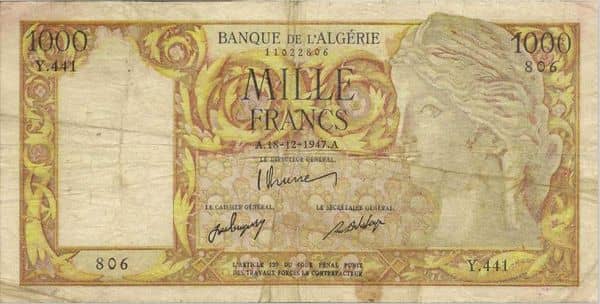 1000 BANQUE DE L'ALGÉRIE 1000
Y.441 11022806 806
MILLE
FRANCS
A.18-12-1947.A
LE DIRECTEUR GÉNÉRAL,
LE CAISSIER GÉNÉRAL, LE SECRÉTAIRE GÉNÉRAL,
L'ARTICLE 139 DU CODE PÉNAL PUNIT
DES TRAVAUX FORCÉS LE CONTREFACTEUR
806 Y.441